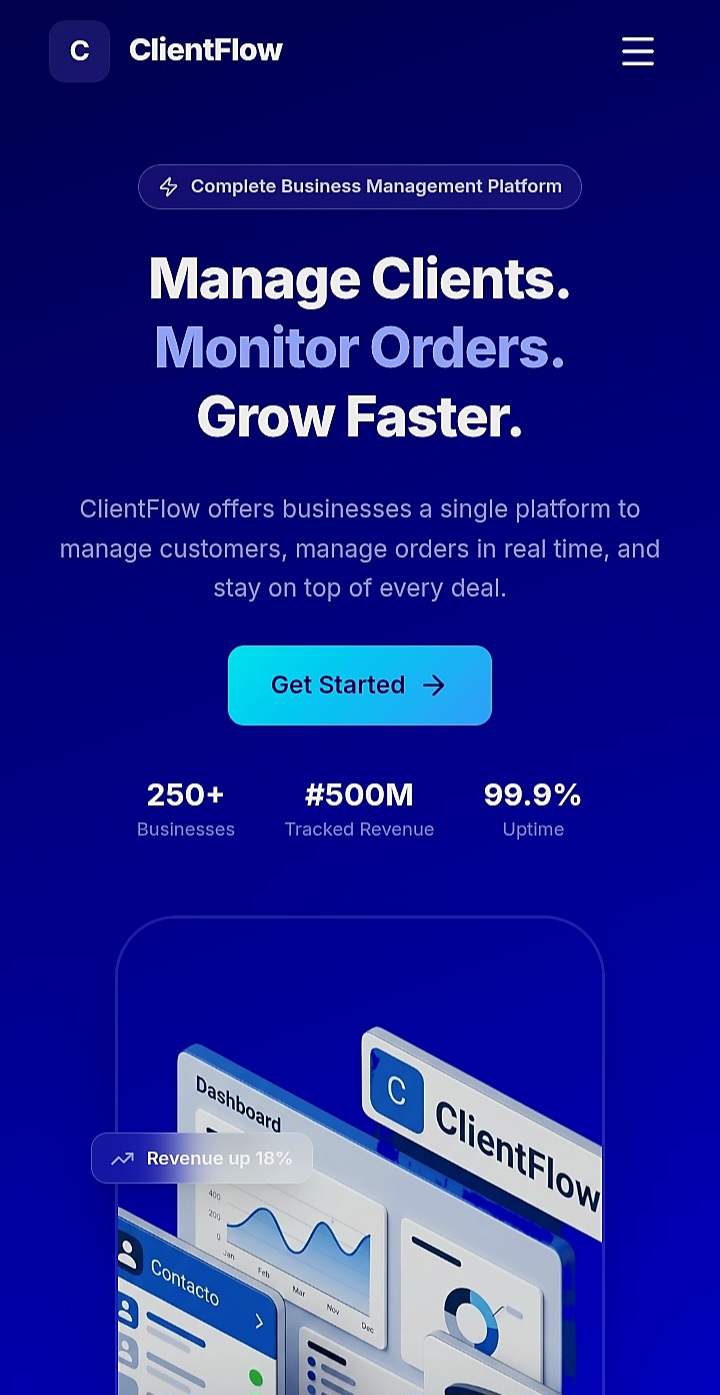 C
ClientFlow
Complete Business Management Platform
Manage Clients.
Monitor Orders.
Grow Faster.
ClientFlow offers businesses a single platform to
manage customers, manage orders in real time, and
stay on top of every deal.
Get Started
250+
#500M
99.9%
Businesses
Tracked Revenue
Uptime
C
ClientFlow
Dashboard
Revenue up 18%
400
200
0
Jan
Feb
Mar
Nov
Dec
Contacto